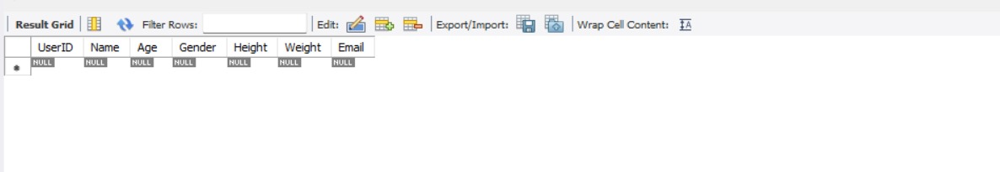 Result Grid Filter Rows: Edit: Export/Import: Wrap Cell Content: IA
UserID Name Age Gender Height Weight Email
* NULL NULL NULL NULL NULL NULL NULL